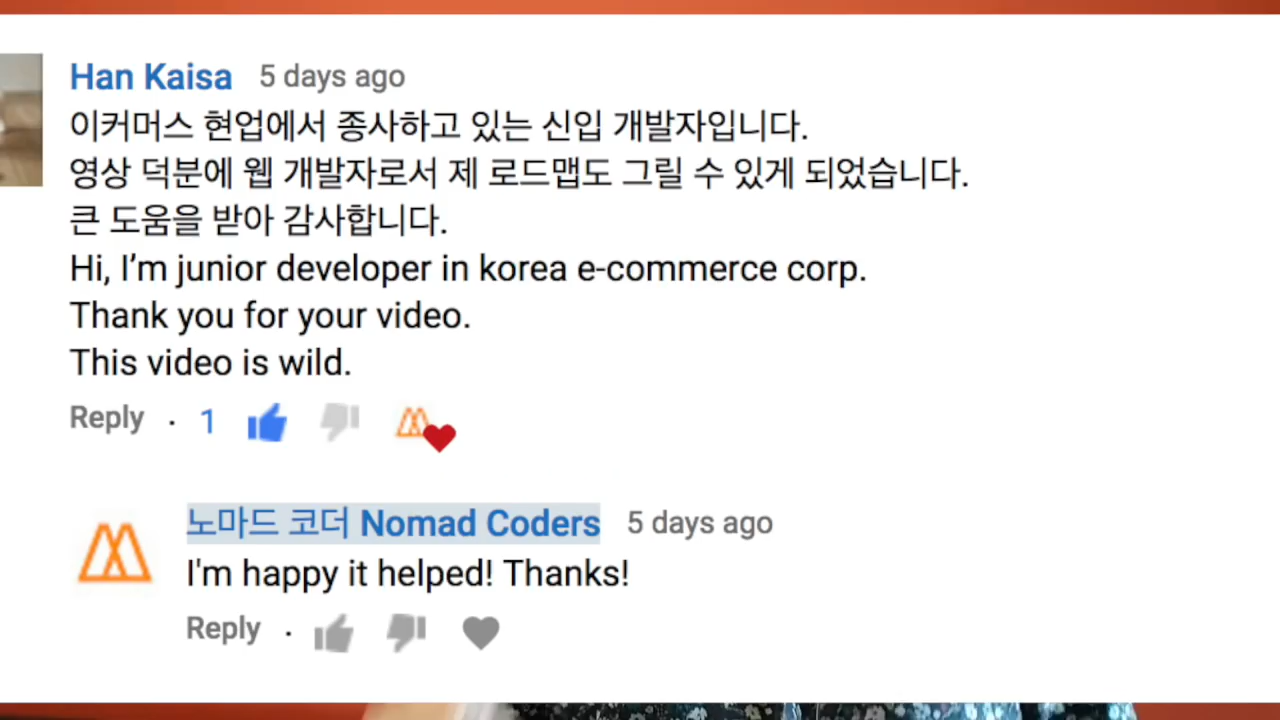 Han Kaisa 5 days ago
이커머스 현업에서 종사하고 있는 신입 개발자입니다.
영상 덕분에 웹 개발자로서 제 로드맵도 그릴 수 있게 되었습니다.
큰 도움을 받아 감사합니다.
Hi, I’m junior developer in korea e-commerce corp.
Thank you for your video.
This video is wild.
Reply · 1
노마드 코더 Nomad Coders 5 days ago
I'm happy it helped! Thanks!
Reply ·